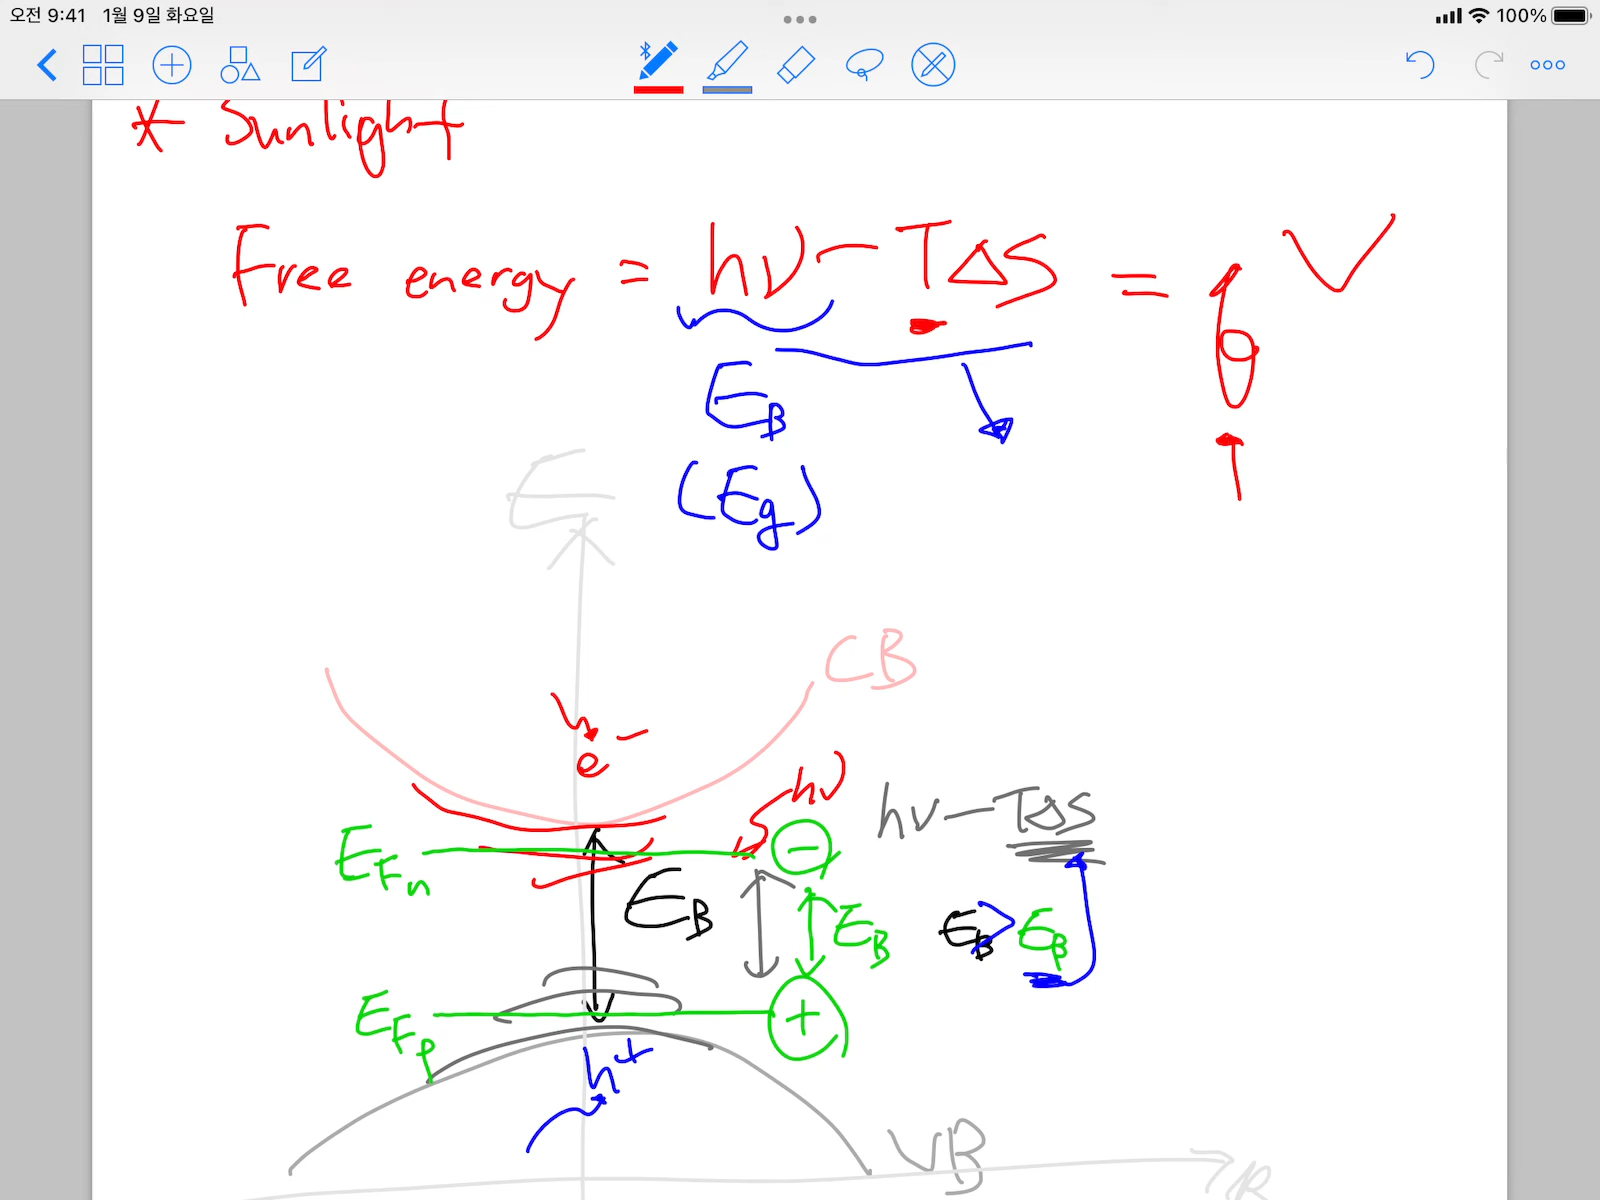 오전 9:41 1월 9일 화요일 100%
* Sunlight
Free energy = hν - TΔS = qV
E_B
(E_g)
E
CB
e⁻
hν
hν - TΔS
E_Fn
E_B
E_B
E_B > E_B
E_Fp
h⁺
VB
k